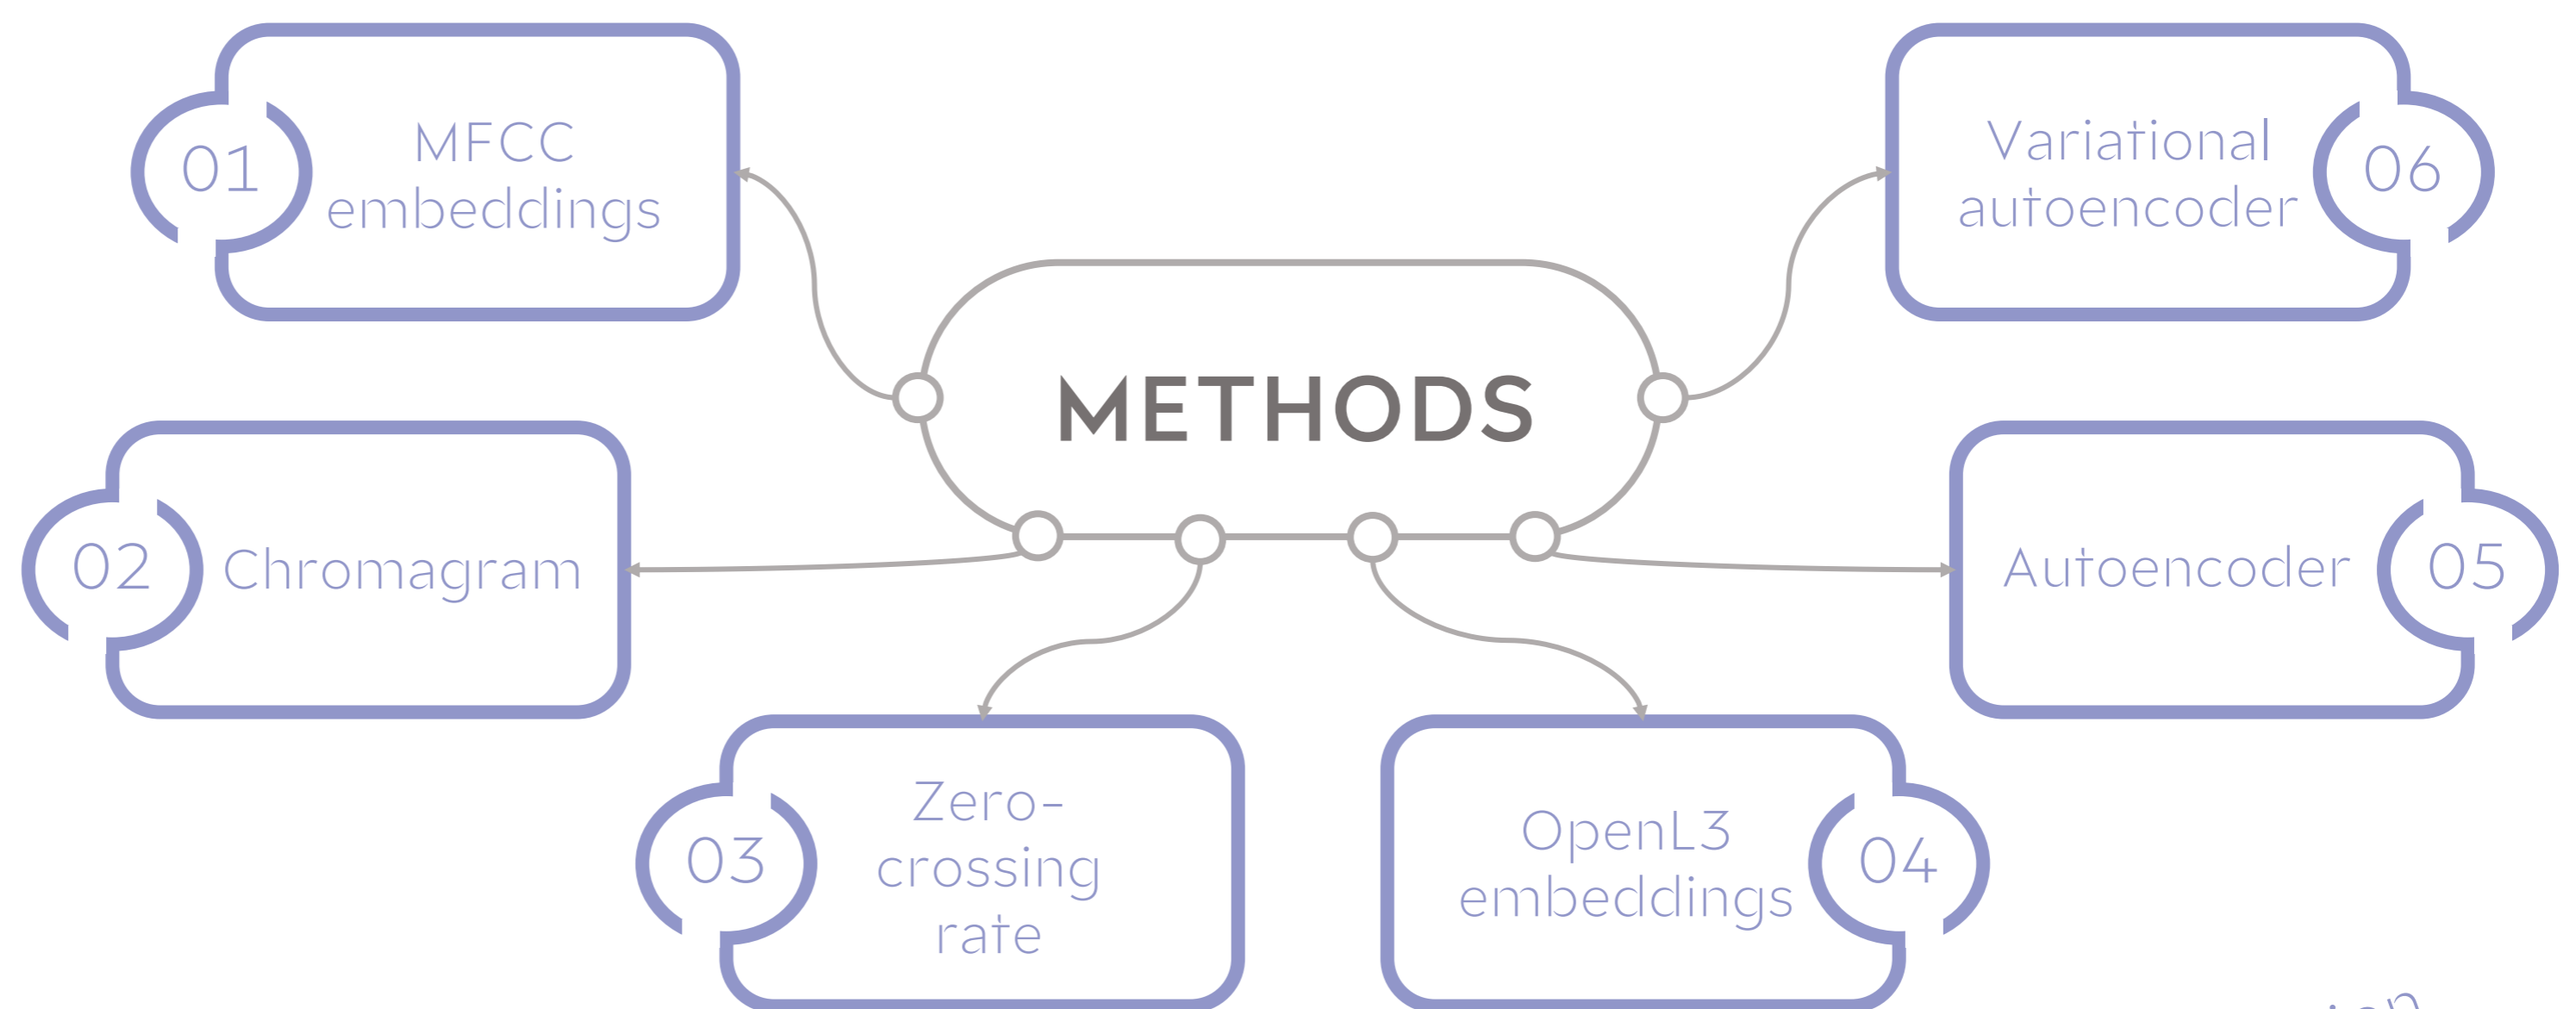 METHODS
01
MFCC
embeddings
02
Chromagram
03
Zero-
crossing
rate
04
OpenL3
embeddings
05
Autoencoder
06
Variational
autoencoder